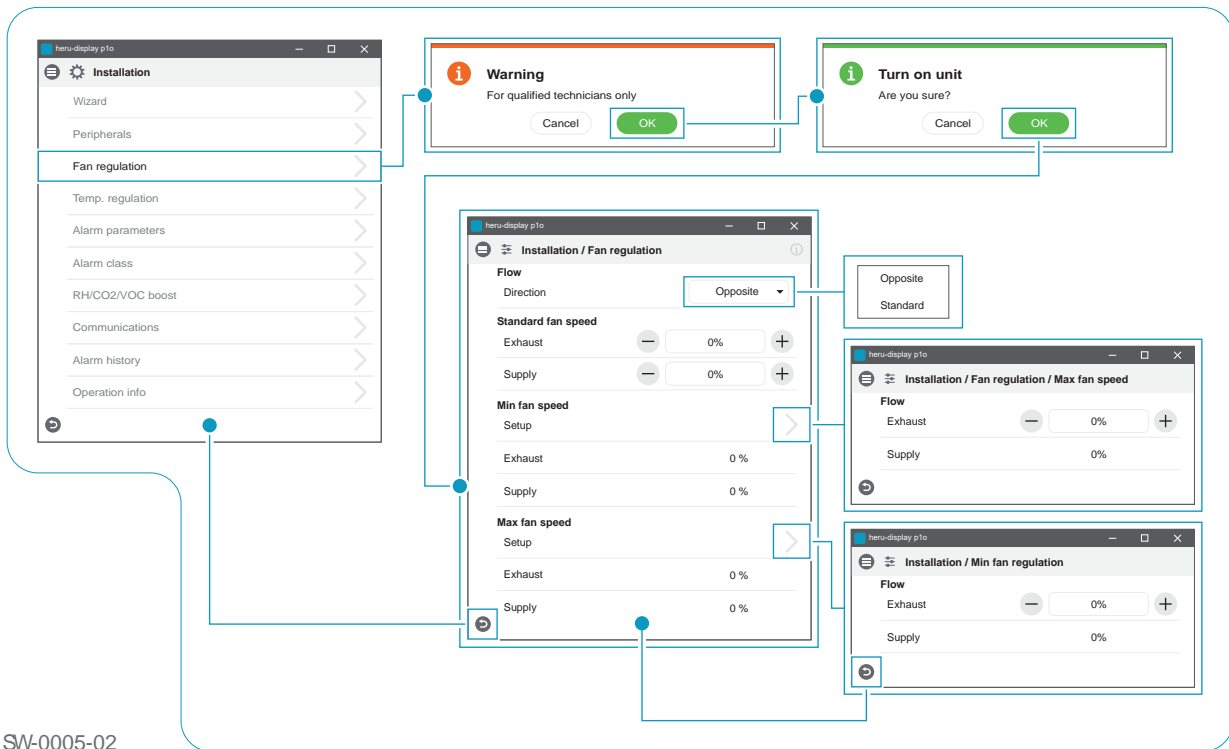 heru-display p1o
Installation
Wizard
Peripherals
Fan regulation
Temp. regulation
Alarm parameters
Alarm class
RH/CO2/VOC boost
Communications
Alarm history
Operation info
Warning
For qualified technicians only
Cancel
OK
Turn on unit
Are you sure?
Cancel
OK
heru-display p1o
Installation / Fan regulation
Flow
Direction
Opposite
Standard fan speed
Exhaust
0%
Supply
0%
Min fan speed
Setup
Exhaust
0 %
Supply
0 %
Max fan speed
Setup
Exhaust
0 %
Supply
0 %
Opposite
Standard
heru-display p1o
Installation / Fan regulation / Max fan speed
Flow
Exhaust
0%
Supply
0%
heru-display p1o
Installation / Min fan regulation
Flow
Exhaust
0%
Supply
0%
SW-0005-02